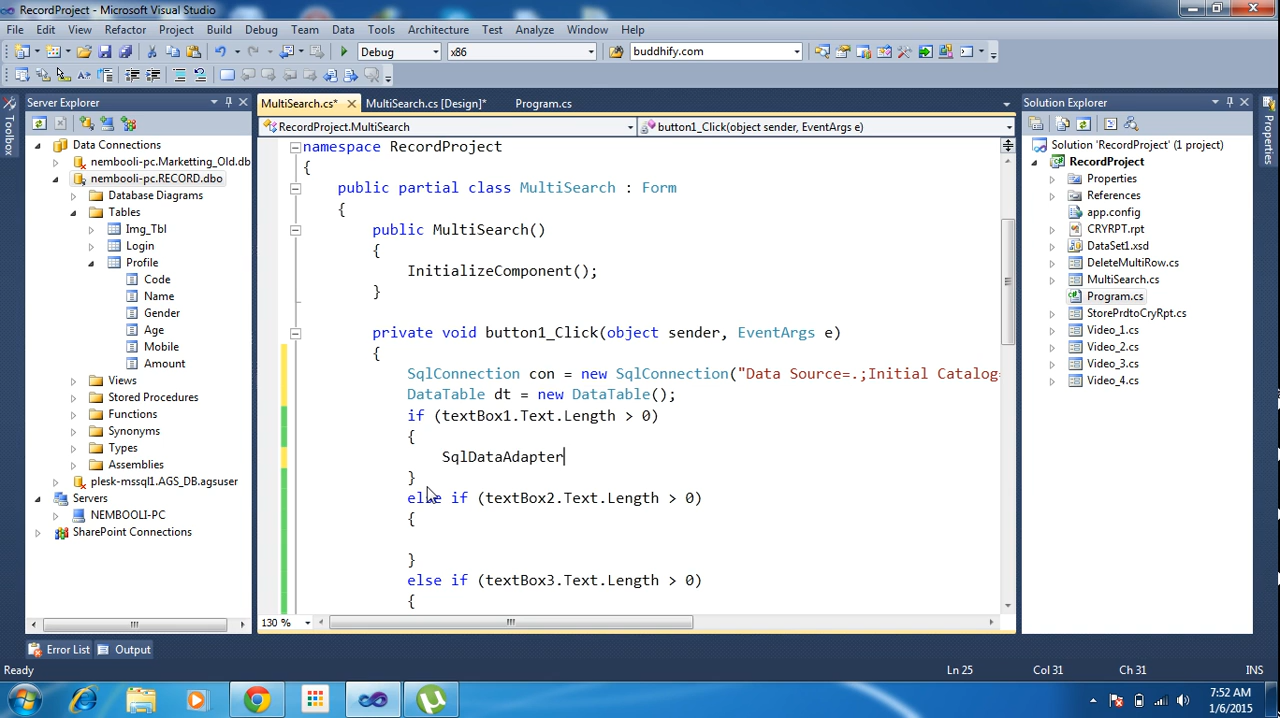 RecordProject - Microsoft Visual Studio
File Edit View Refactor Project Build Debug Team Data Tools Architecture Test Analyze Window Help
Debug x86 buddhify.com
Server Explorer
Data Connections
nembooli-pc.Marketting_Old.db
nembooli-pc.RECORD.dbo
Database Diagrams
Tables
Img_Tbl
Login
Profile
Code
Name
Gender
Age
Mobile
Amount
Views
Stored Procedures
Functions
Synonyms
Types
Assemblies
plesk-mssql1.AGS_DB.agsuser
Servers
NEMBOOLI-PC
SharePoint Connections
Toolbox
MultiSearch.cs* MultiSearch.cs [Design]* Program.cs
RecordProject.MultiSearch button1_Click(object sender, EventArgs e)
namespace RecordProject
{
public partial class MultiSearch : Form
{
public MultiSearch()
{
InitializeComponent();
}
private void button1_Click(object sender, EventArgs e)
{
SqlConnection con = new SqlConnection("Data Source=.;Initial Catalog=
DataTable dt = new DataTable();
if (textBox1.Text.Length > 0)
{
SqlDataAdapter
}
else if (textBox2.Text.Length > 0)
{
}
else if (textBox3.Text.Length > 0)
{
130 %
Solution Explorer
Solution 'RecordProject' (1 project)
RecordProject
Properties
References
app.config
CRYRPT.rpt
DataSet1.xsd
DeleteMultiRow.cs
MultiSearch.cs
Program.cs
StorePrdtoCryRpt.cs
Video_1.cs
Video_2.cs
Video_3.cs
Video_4.cs
Properties
Error List Output
Ready Ln 25 Col 31 Ch 31 INS
7:52 AM
1/6/2015